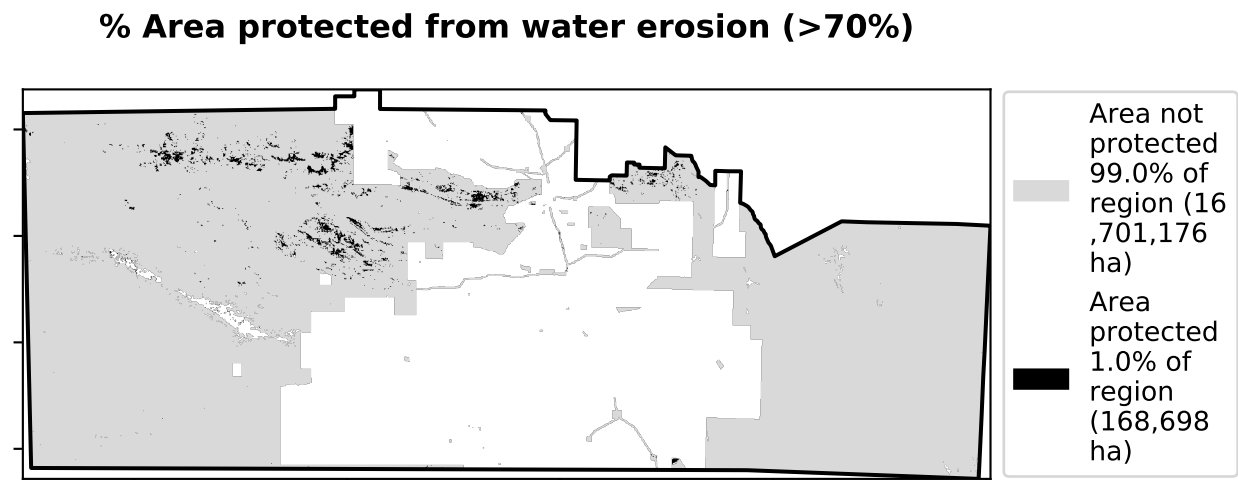 % Area protected from water erosion (>70%)
Area not
protected
99.0% of
region (16
,701,176
ha)
Area
protected
1.0% of
region
(168,698
ha)